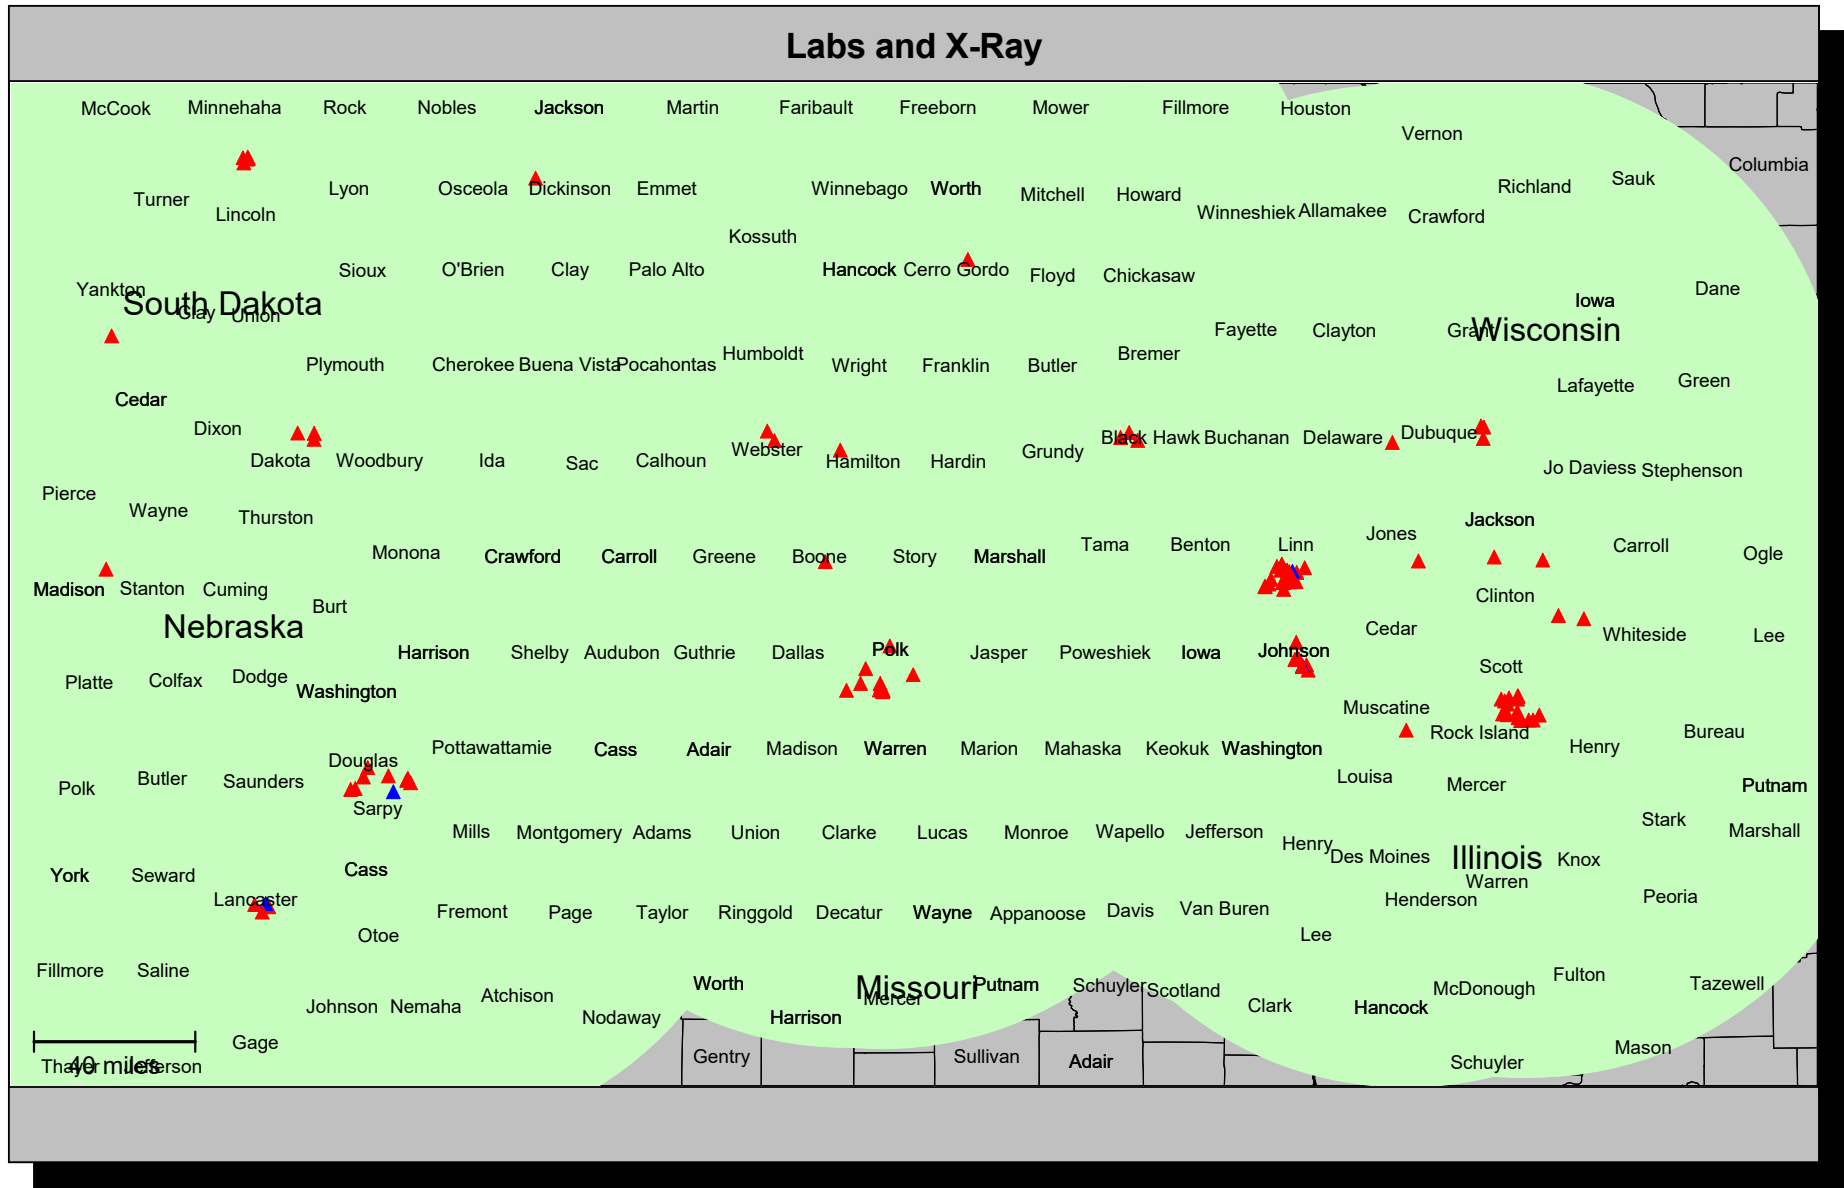 Labs and X-Ray
McCook Minnehaha Rock Nobles Jackson Martin Faribault Freeborn Mower Fillmore Houston
Vernon
Columbia
Turner Lyon Osceola Dickinson Emmet Winnebago Worth Mitchell Howard Richland Sauk
Lincoln Winneshiek Allamakee Crawford
Kossuth
Sioux O'Brien Clay Palo Alto Hancock Cerro Gordo Floyd Chickasaw
Yankton Iowa Dane
South Dakota
Clay Union
Fayette Clayton Grant Wisconsin
Plymouth Cherokee Buena Vista Pocahontas Humboldt Wright Franklin Butler Bremer
Lafayette Green
Cedar
Dixon Black Hawk Buchanan Delaware Dubuque
Dakota Woodbury Ida Sac Calhoun Webster Hamilton Hardin Grundy Jo Daviess Stephenson
Pierce
Wayne Thurston Jackson
Monona Crawford Carroll Greene Boone Story Marshall Tama Benton Linn Jones Carroll Ogle
Madison Stanton Cuming Burt Clinton
Nebraska Cedar Whiteside Lee
Harrison Shelby Audubon Guthrie Dallas Polk Jasper Poweshiek Iowa Johnson Scott
Platte Colfax Dodge Washington
Muscatine
Rock Island Bureau
Douglas Pottawattamie Cass Adair Madison Warren Marion Mahaska Keokuk Washington Henry
Polk Butler Saunders Louisa Mercer Putnam
Sarpy
Mills Montgomery Adams Union Clarke Lucas Monroe Wapello Jefferson Stark Marshall
Henry Des Moines Illinois Knox
York Seward Cass Warren
Lancaster Henderson Peoria
Fremont Page Taylor Ringgold Decatur Wayne Appanoose Davis Van Buren
Otoe Lee
Fillmore Saline Fulton
Worth Missouri Putnam Schuyler Scotland McDonough Tazewell
Johnson Nemaha Atchison Mercer Clark Hancock
Nodaway Harrison
Gage Gentry Sullivan Adair Schuyler Mason
Thayer 40 miles Jefferson